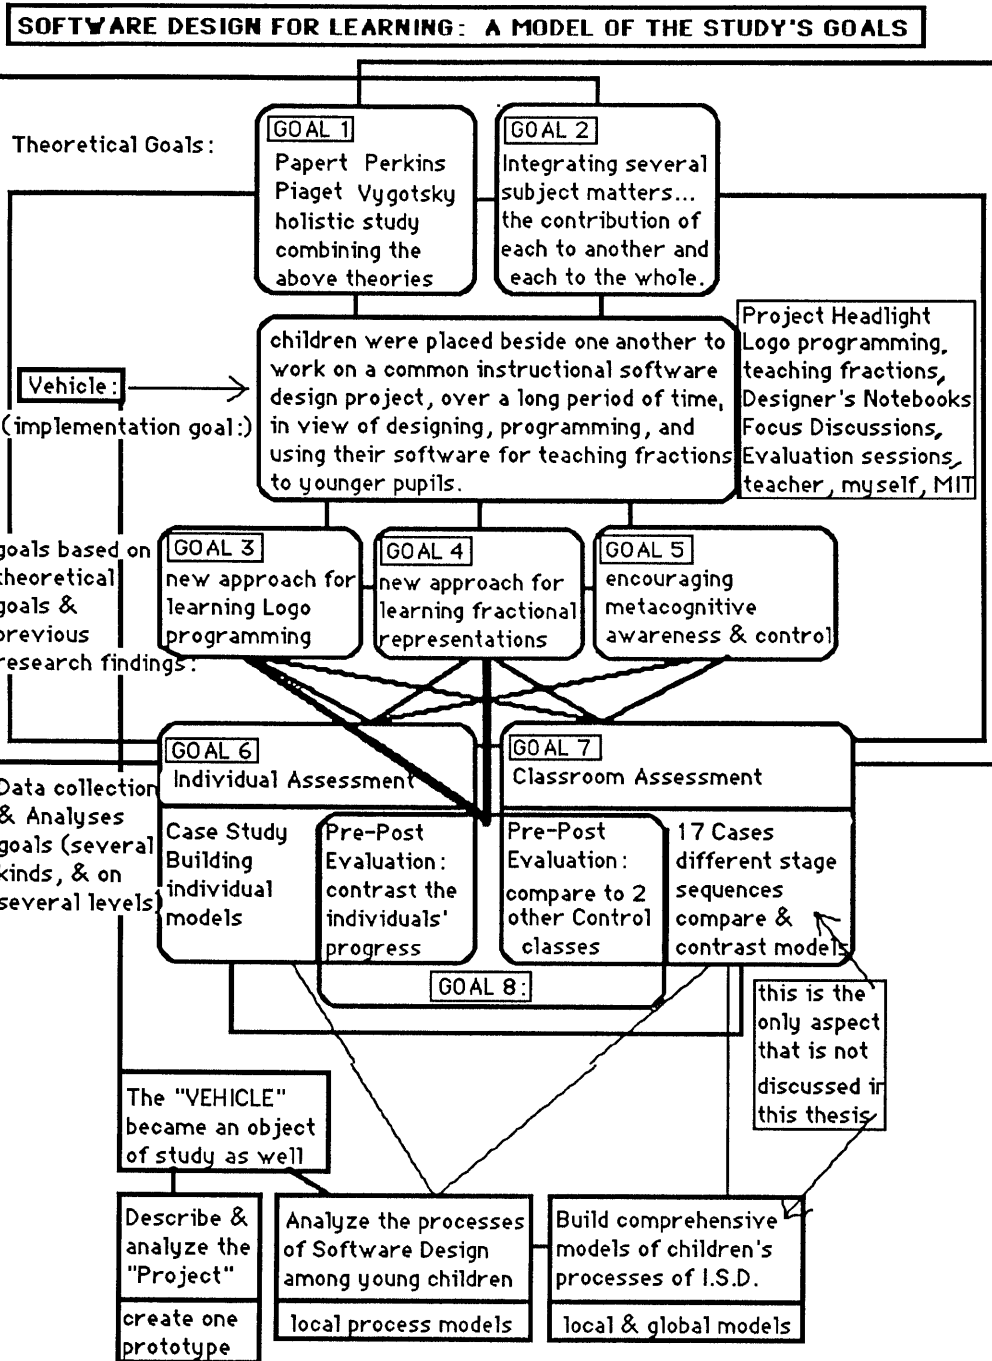 SOFTWARE DESIGN FOR LEARNING: A MODEL OF THE STUDY'S GOALS
Theoretical Goals:
GOAL 1
Papert Perkins
Piaget Vygotsky
holistic study
combining the
above theories
GOAL 2
Integrating several
subject matters...
the contribution of
each to another and
each to the whole.
Vehicle:
(implementation goal:)
children were placed beside one another to
work on a common instructional software
design project, over a long period of time,
in view of designing, programming, and
using their software for teaching fractions
to younger pupils.
Project Headlight
Logo programming,
teaching fractions,
Designer's Notebooks
Focus Discussions,
Evaluation sessions,
teacher, myself, MIT
goals based on
theoretical
goals &
previous
research findings:
GOAL 3
new approach for
learning Logo
programming
GOAL 4
new approach for
learning fractional
representations
GOAL 5
encouraging
metacognitive
awareness & control
Data collection
& Analyses
goals (several
kinds, & on
several levels)
GOAL 6
Individual Assessment
Case Study
Building
individual
models
Pre-Post
Evaluation:
contrast the
individuals'
progress
GOAL 7
Classroom Assessment
Pre-Post
Evaluation:
compare to 2
other Control
classes
17 Cases
different stage
sequences
compare &
contrast models
GOAL 8:
this is the
only aspect
that is not
discussed in
this thesis
The "VEHICLE"
became an object
of study as well
Describe &
analyze the
"Project"
create one
prototype
Analyze the processes
of Software Design
among young children
local process models
Build comprehensive
models of children's
processes of I.S.D.
local & global models